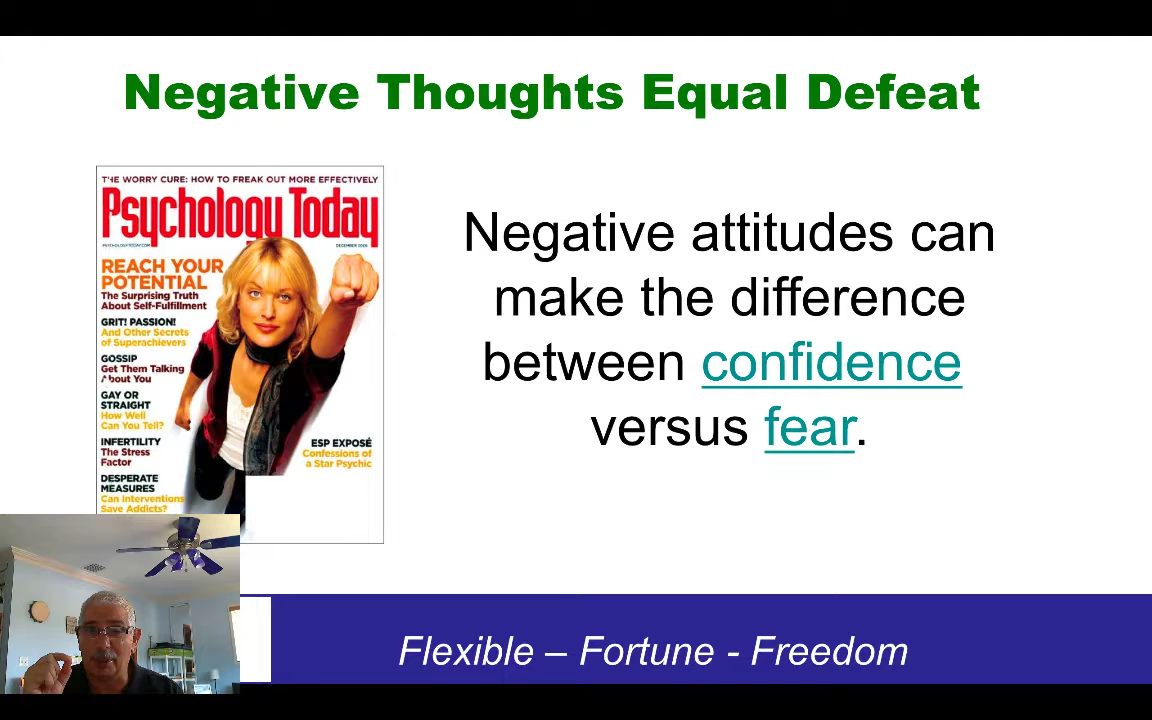 Negative Thoughts Equal Defeat
THE WORRY CURE: HOW TO FREAK OUT MORE EFFECTIVELY
Psychology Today
PSYCHOLOGYTODAY.COM
DECEMBER
REACH YOUR
POTENTIAL
The Surprising Truth
About Self-Fulfillment
GRIT! PASSION!
And Other Secrets
of Superachievers
GOSSIP
Get Them Talking
About You
GAY OR
STRAIGHT
How Well
Can You Tell?
INFERTILITY
The Stress
Factor
DESPERATE
MEASURES
Can Interventions
Save Addicts?
ESP EXPOSÉ
Confessions of
a Star Psychic
Negative attitudes can
make the difference
between confidence
versus fear.
Flexible – Fortune - Freedom